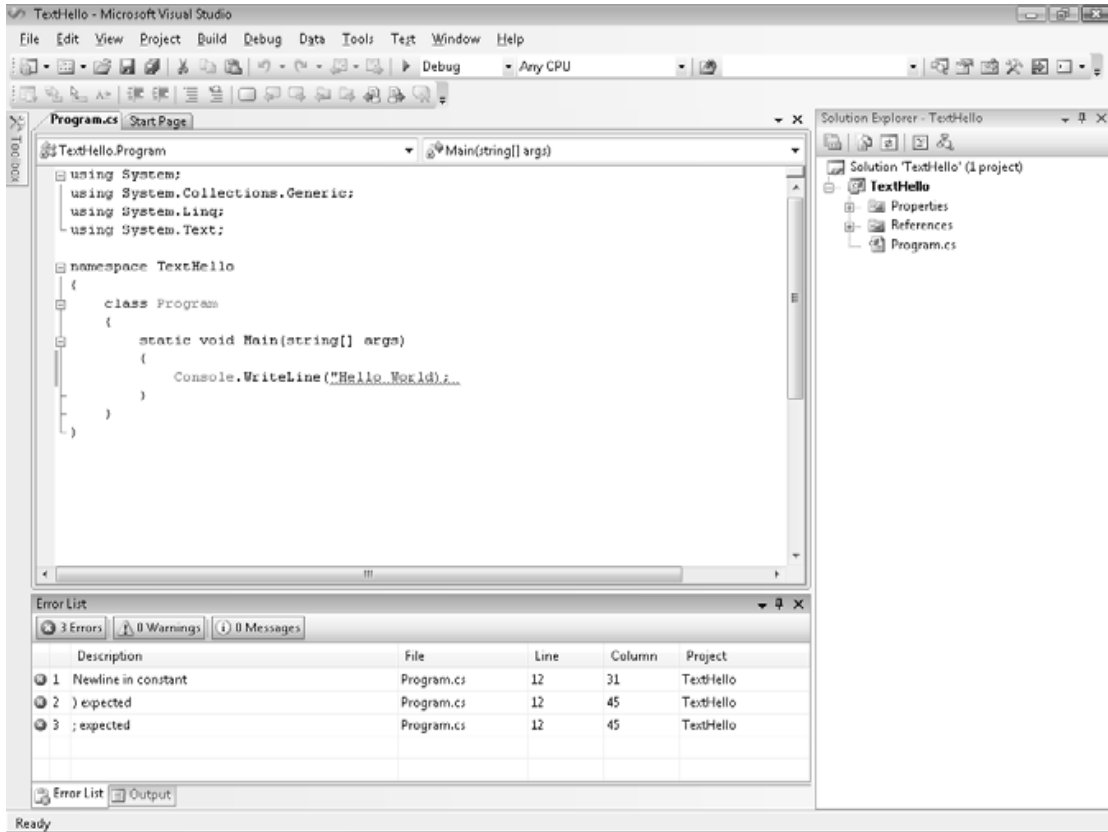 TextHello - Microsoft Visual Studio
File Edit View Project Build Debug Data Tools Test Window Help
Debug Any CPU
Toolbox
Program.cs Start Page
TextHello.Program Main(string[] args)
using System;
using System.Collections.Generic;
using System.Linq;
using System.Text;
namespace TextHello
{
class Program
{
static void Main(string[] args)
{
Console.WriteLine("Hello World);
}
}
}
Solution Explorer - TextHello
Solution 'TextHello' (1 project)
TextHello
Properties
References
Program.cs
Error List
3 Errors 0 Warnings 0 Messages
Description File Line Column Project
1 Newline in constant Program.cs 12 31 TextHello
2 ) expected Program.cs 12 45 TextHello
3 ; expected Program.cs 12 45 TextHello
Error List Output
Ready